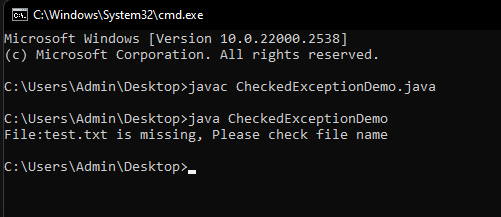 C:\Windows\System32\cmd.exe
Microsoft Windows [Version 10.0.22000.2538]
(c) Microsoft Corporation. All rights reserved.
C:\Users\Admin\Desktop>javac CheckedExceptionDemo.java
C:\Users\Admin\Desktop>java CheckedExceptionDemo
File:test.txt is missing, Please check file name
C:\Users\Admin\Desktop>